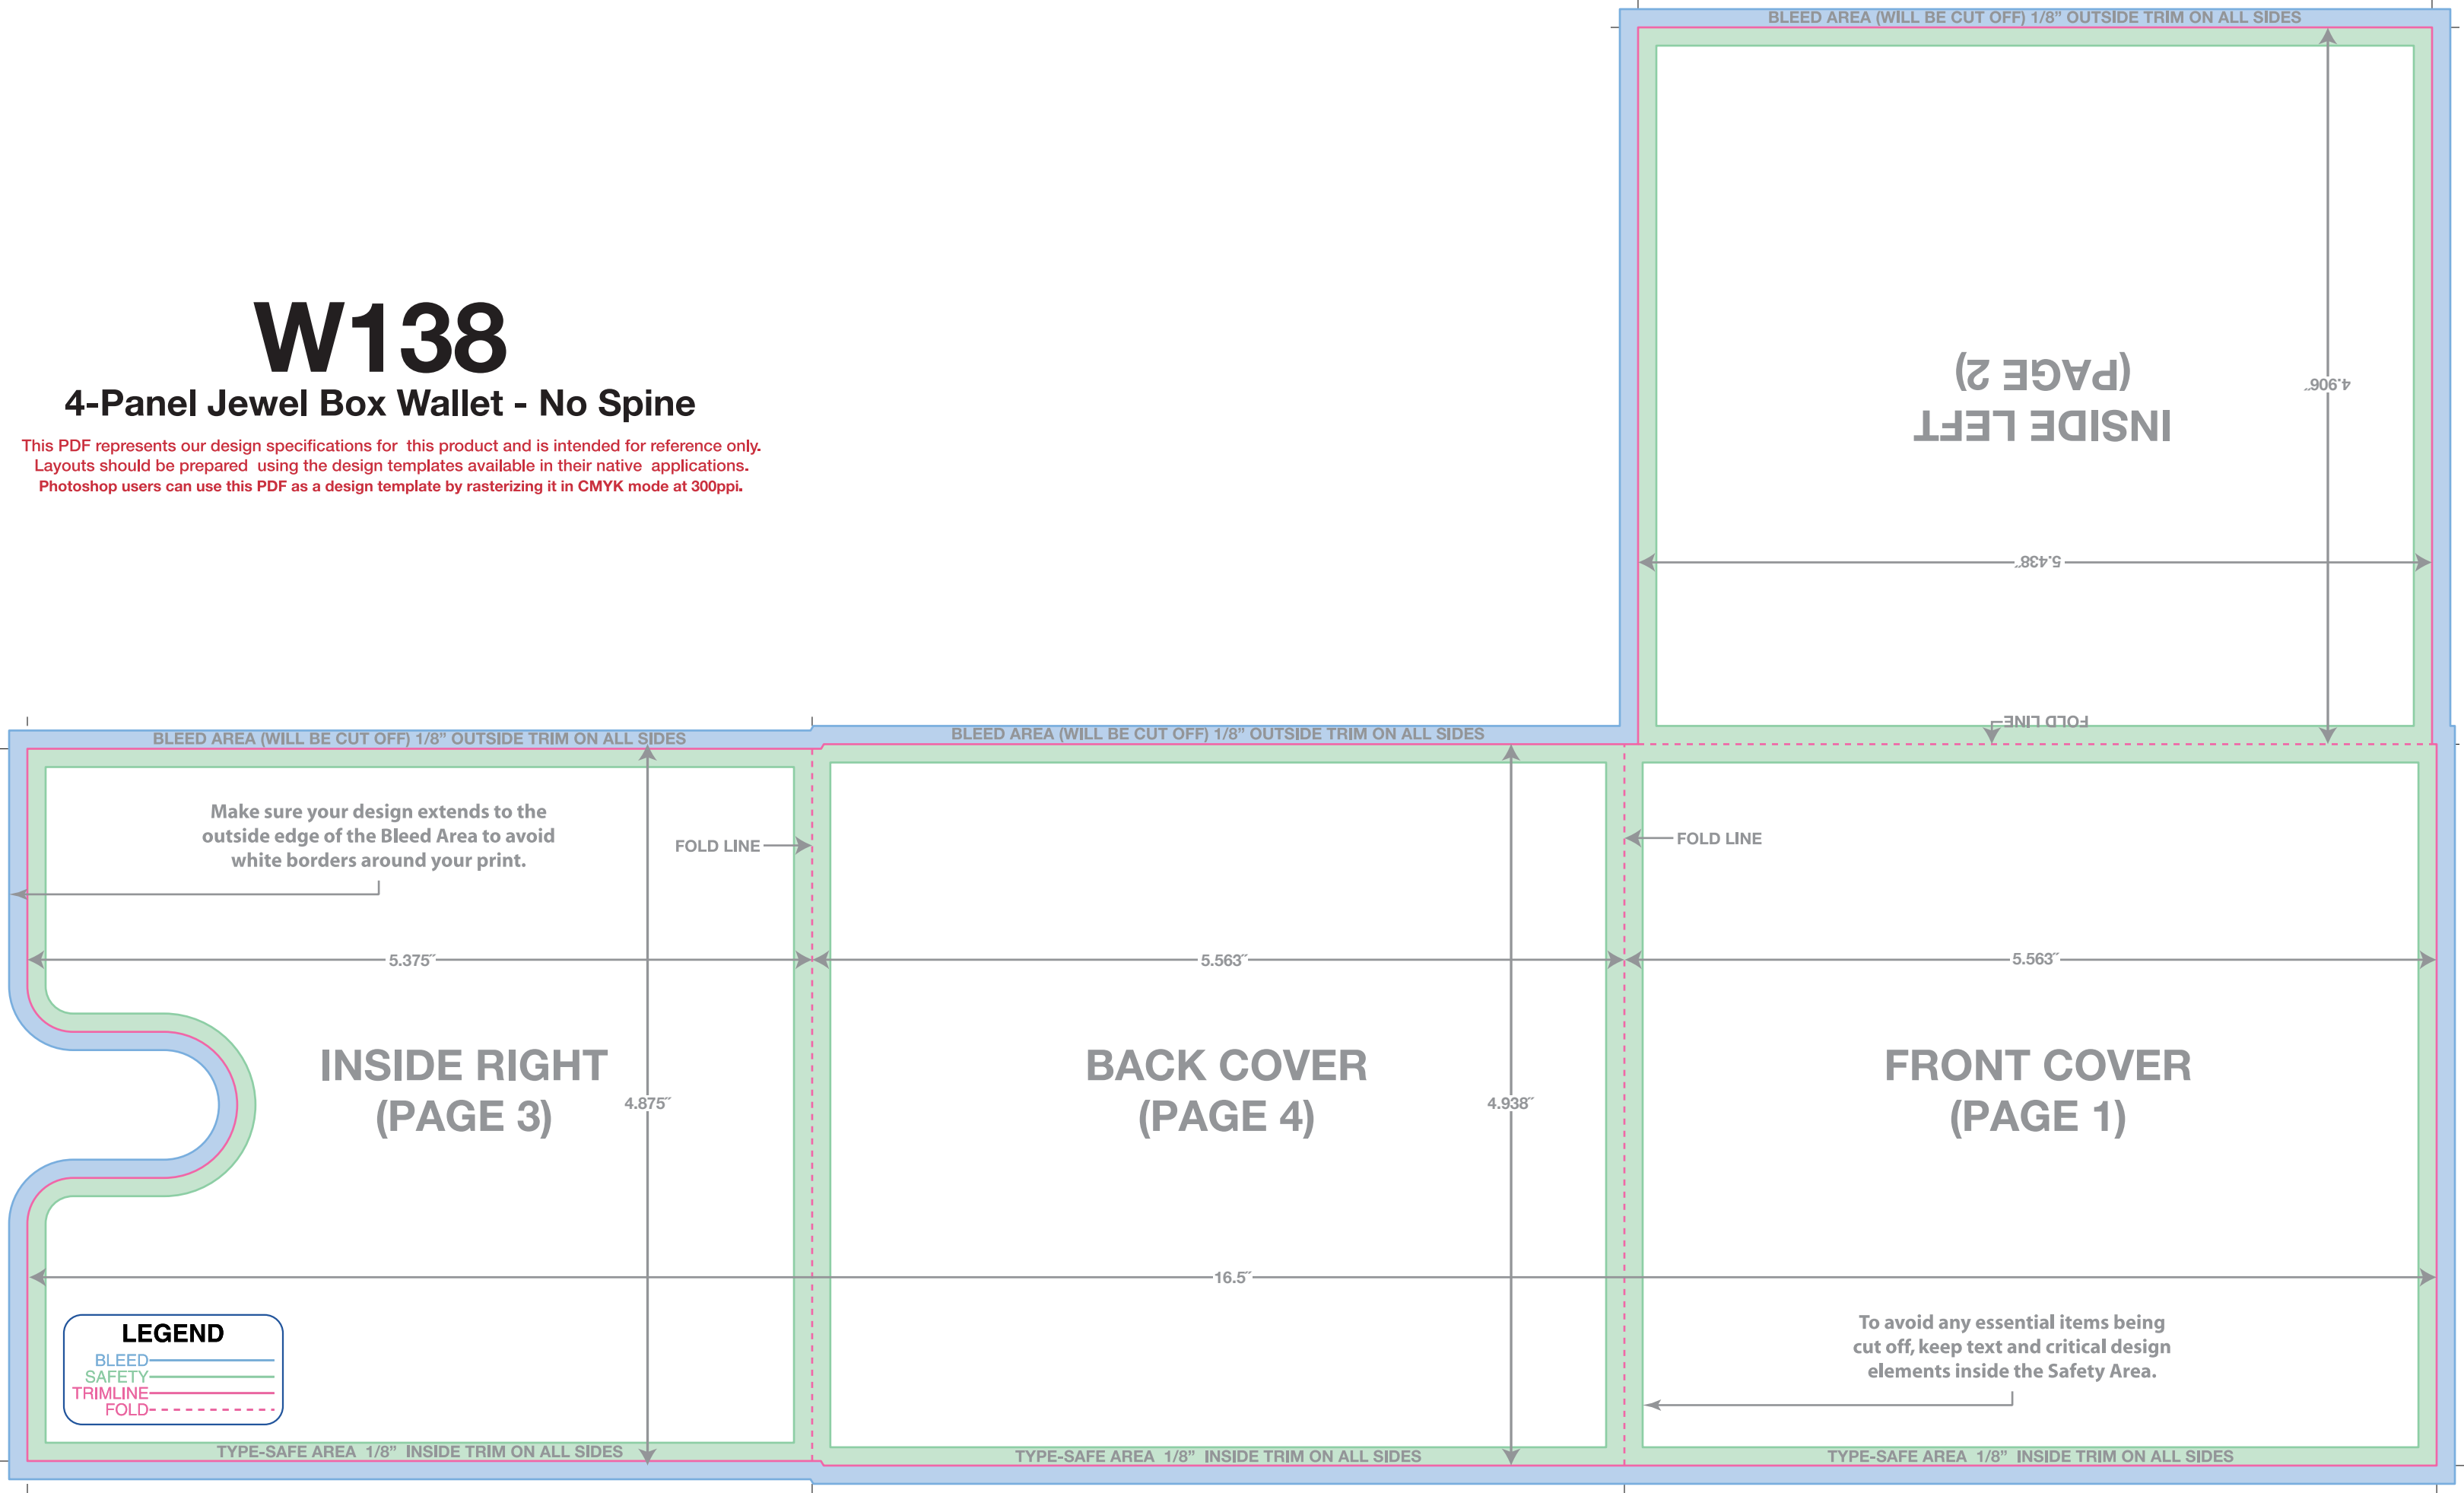 BLEED AREA (WILL BE CUT OFF) 1/8” OUTSIDE TRIM ON ALL SIDES
INSIDE LEFT
(PAGE 2)
4.906˝
5.438˝
FOLD LINE
W138
4-Panel Jewel Box Wallet - No Spine
This PDF represents our design specifications for this product and is intended for reference only.
Layouts should be prepared using the design templates available in their native applications.
Photoshop users can use this PDF as a design template by rasterizing it in CMYK mode at 300ppi.
BLEED AREA (WILL BE CUT OFF) 1/8” OUTSIDE TRIM ON ALL SIDES
BLEED AREA (WILL BE CUT OFF) 1/8” OUTSIDE TRIM ON ALL SIDES
Make sure your design extends to the
outside edge of the Bleed Area to avoid
white borders around your print.
FOLD LINE
FOLD LINE
5.375˝
5.563˝
5.563˝
INSIDE RIGHT
(PAGE 3)
4.875˝
BACK COVER
(PAGE 4)
4.938˝
FRONT COVER
(PAGE 1)
16.5˝
LEGEND
BLEED
SAFETY
TRIMLINE
FOLD
To avoid any essential items being
cut off, keep text and critical design
elements inside the Safety Area.
TYPE-SAFE AREA 1/8” INSIDE TRIM ON ALL SIDES
TYPE-SAFE AREA 1/8” INSIDE TRIM ON ALL SIDES
TYPE-SAFE AREA 1/8” INSIDE TRIM ON ALL SIDES